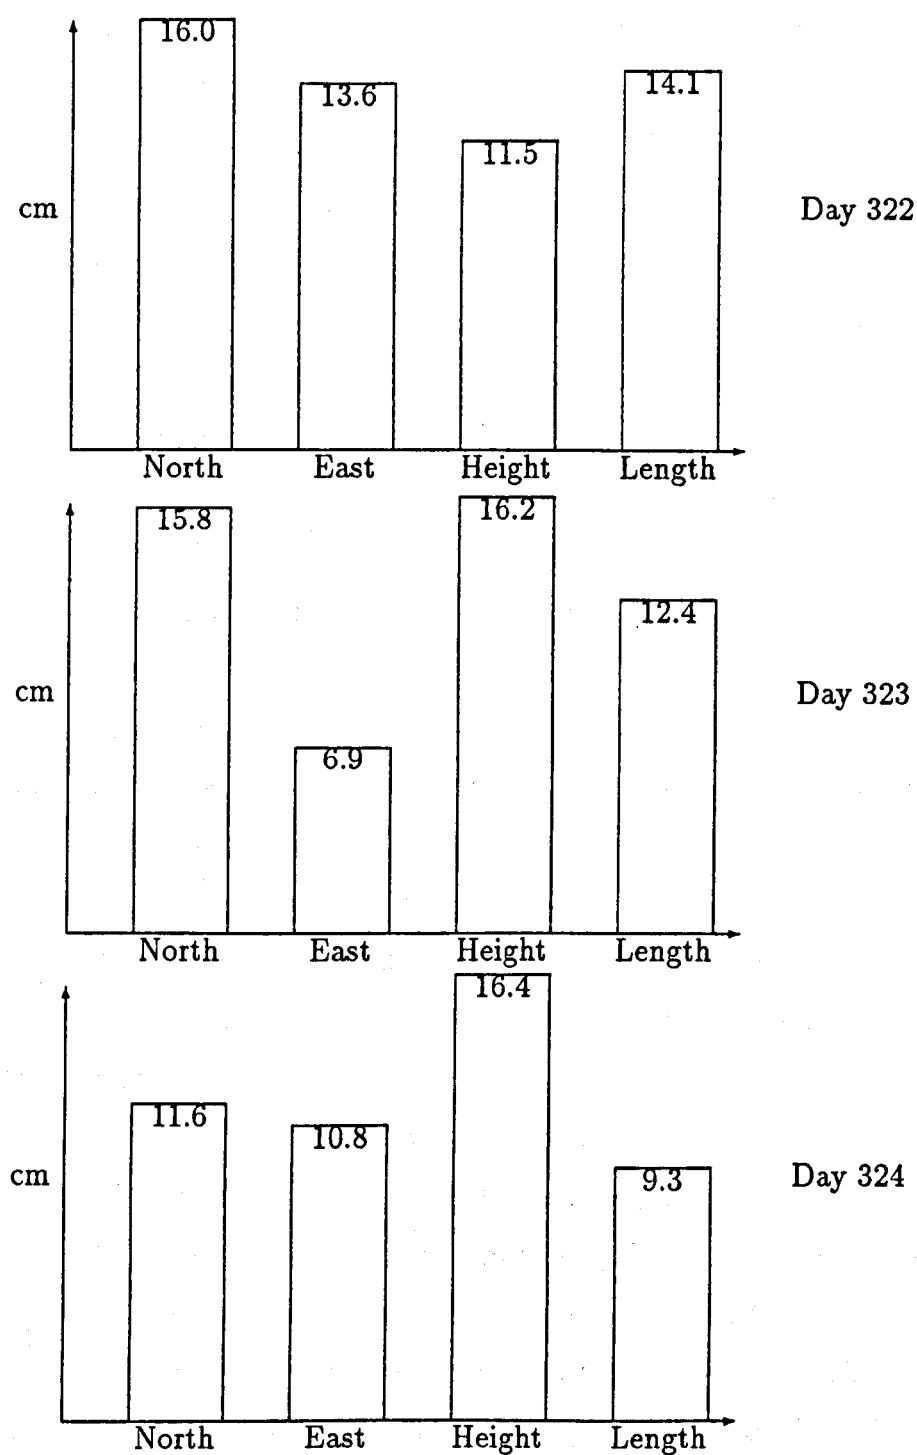 16.0
13.6
11.5
14.1
cm
Day 322
North East Height Length
15.8
6.9
16.2
12.4
cm
Day 323
North East Height Length
11.6
10.8
16.4
9.3
cm
Day 324
North East Height Length